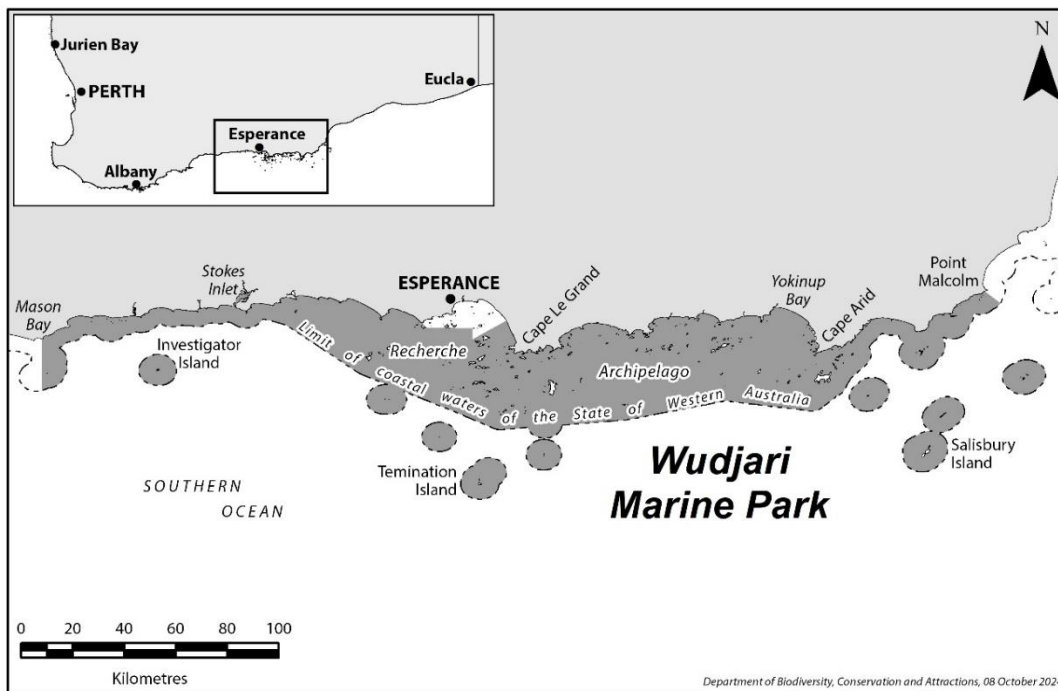 Jurien Bay
PERTH
Albany
Esperance
Eucla
N
Mason
Bay
Stokes
Inlet
ESPERANCE
Cape Le Grand
Yokinup
Bay
Cape Arid
Point
Malcolm
Investigator
Island
Recherche
Archipelago
Limit of coastal waters of the State of Western Australia
Wudjari
Marine Park
Temination
Island
Salisbury
Island
SOUTHERN
OCEAN
0 20 40 60 80 100
Kilometres
Department of Biodiversity, Conservation and Attractions, 08 October